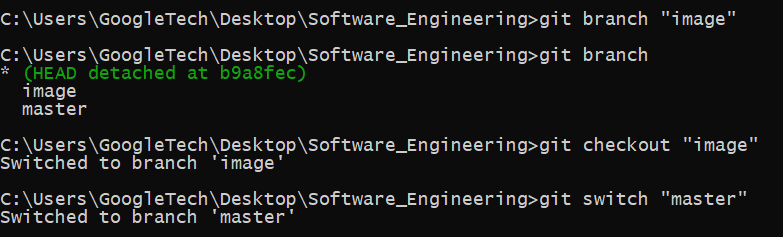 C:\Users\GoogleTech\Desktop\Software_Engineering>git branch "image"
C:\Users\GoogleTech\Desktop\Software_Engineering>git branch
* (HEAD detached at b9a8fec)
  image
  master
C:\Users\GoogleTech\Desktop\Software_Engineering>git checkout "image"
Switched to branch 'image'
C:\Users\GoogleTech\Desktop\Software_Engineering>git switch "master"
Switched to branch 'master'